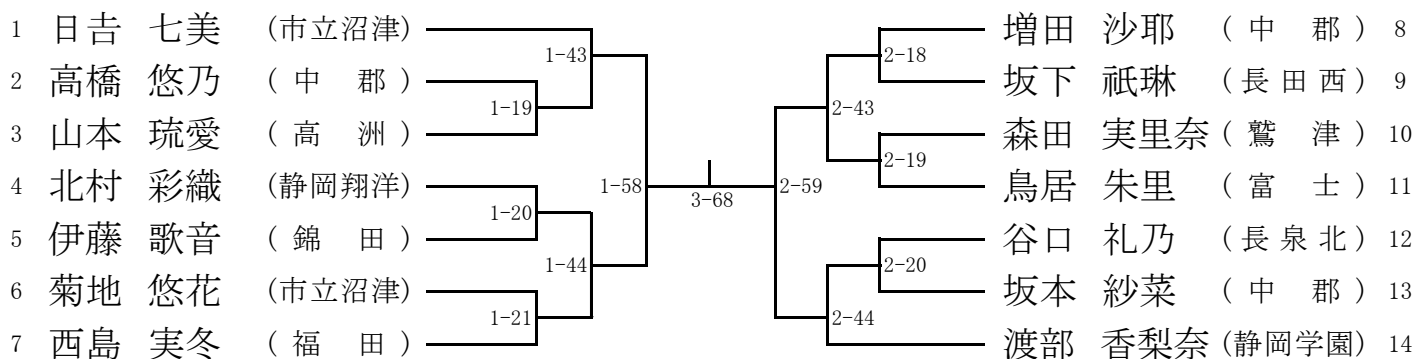 1 日吉 七美 (市立沼津)
2 高橋 悠乃 ( 中 郡 )
3 山本 琉愛 ( 高 洲 )
4 北村 彩織 (静岡翔洋)
5 伊藤 歌音 ( 錦 田 )
6 菊地 悠花 (市立沼津)
7 西島 実冬 ( 福 田 )
1-43
1-19
1-20
1-44
1-21
1-58
3-68
2-59
2-18
2-43
2-19
2-20
2-44
増田 沙耶 ( 中 郡 ) 8
坂下 祇琳 ( 長 田 西 ) 9
森田 実里奈 ( 鷲 津 ) 10
鳥居 朱里 ( 富 士 ) 11
谷口 礼乃 ( 長 泉 北 ) 12
坂本 紗菜 ( 中 郡 ) 13
渡部 香梨奈 (静岡学園) 14